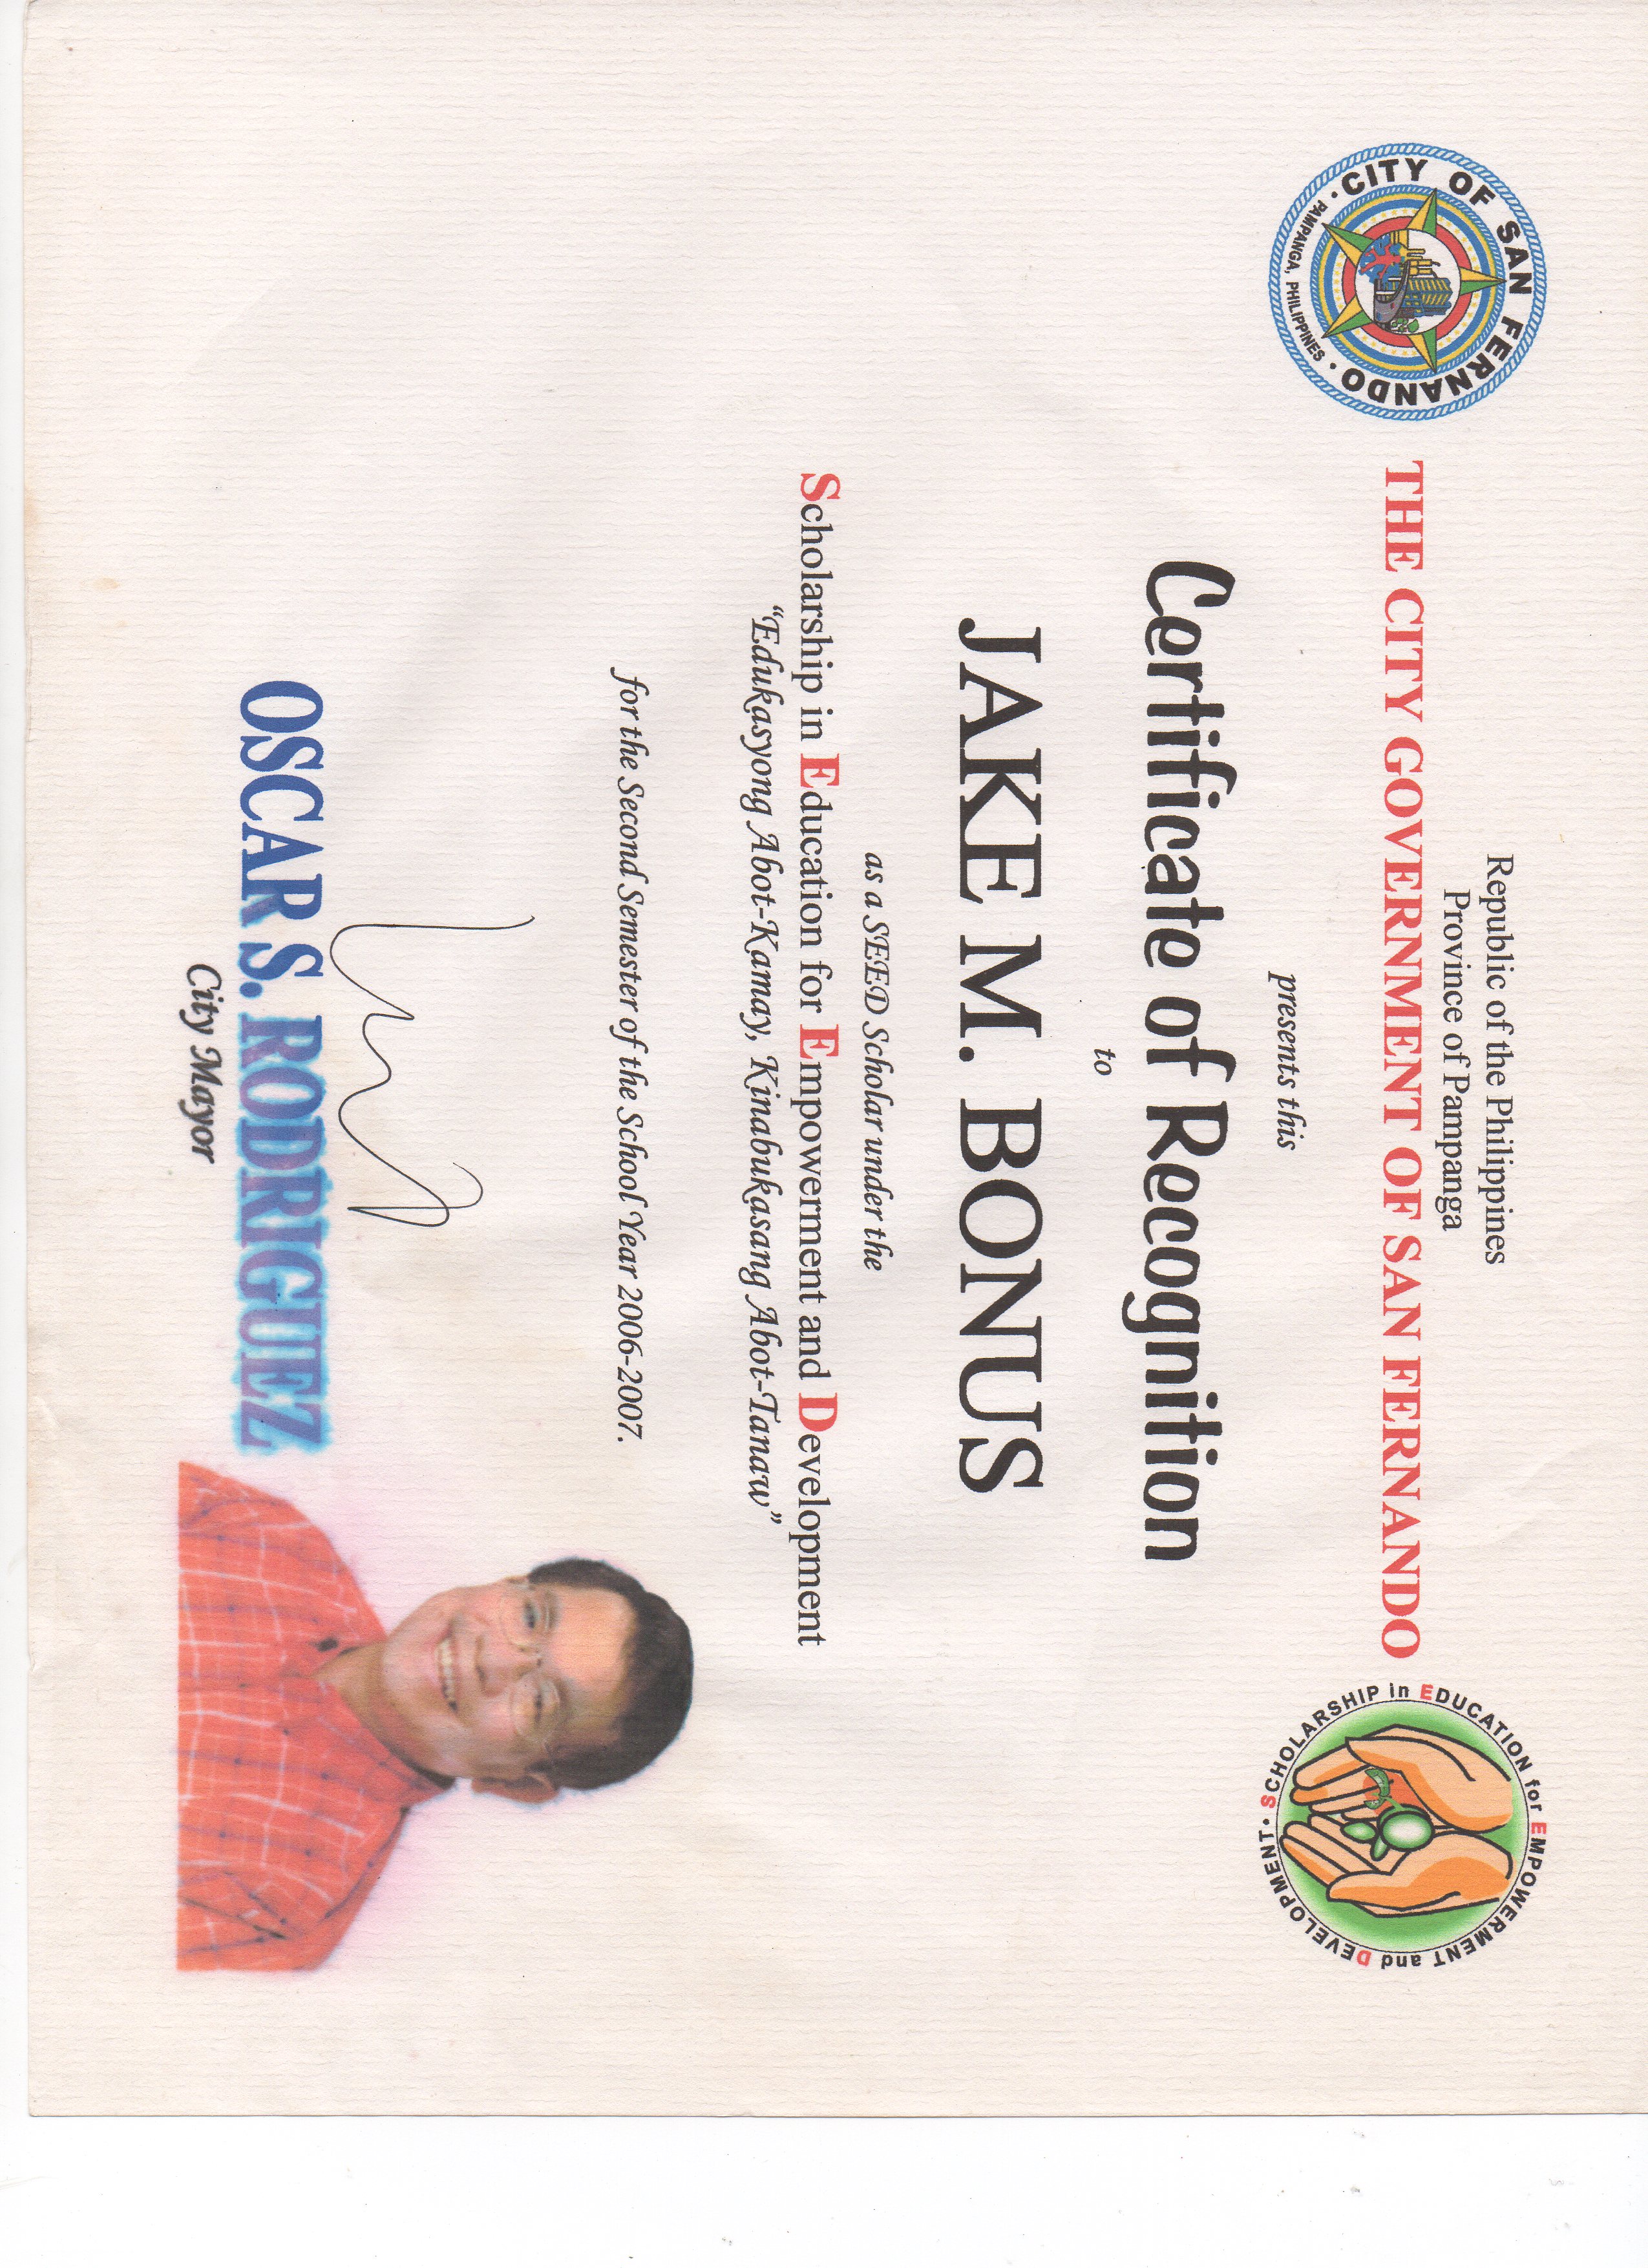 CITY OF SAN FERNANDO
PAMPANGA, PHILIPPINES
Republic of the Philippines
Province of Pampanga
THE CITY GOVERNMENT OF SAN FERNANDO
SCHOLARSHIP in EDUCATION for EMPOWERMENT and DEVELOPMENT
presents this
Certificate of Recognition
to
JAKE M. BONUS
as a SEED Scholar under the
Scholarship in Education for Empowerment and Development
“Edukasyong Abot-Kamay, Kinabukasang Abot-Tanaw”
for the Second Semester of the School Year 2006-2007.
OSCAR S. RODRIGUEZ
City Mayor